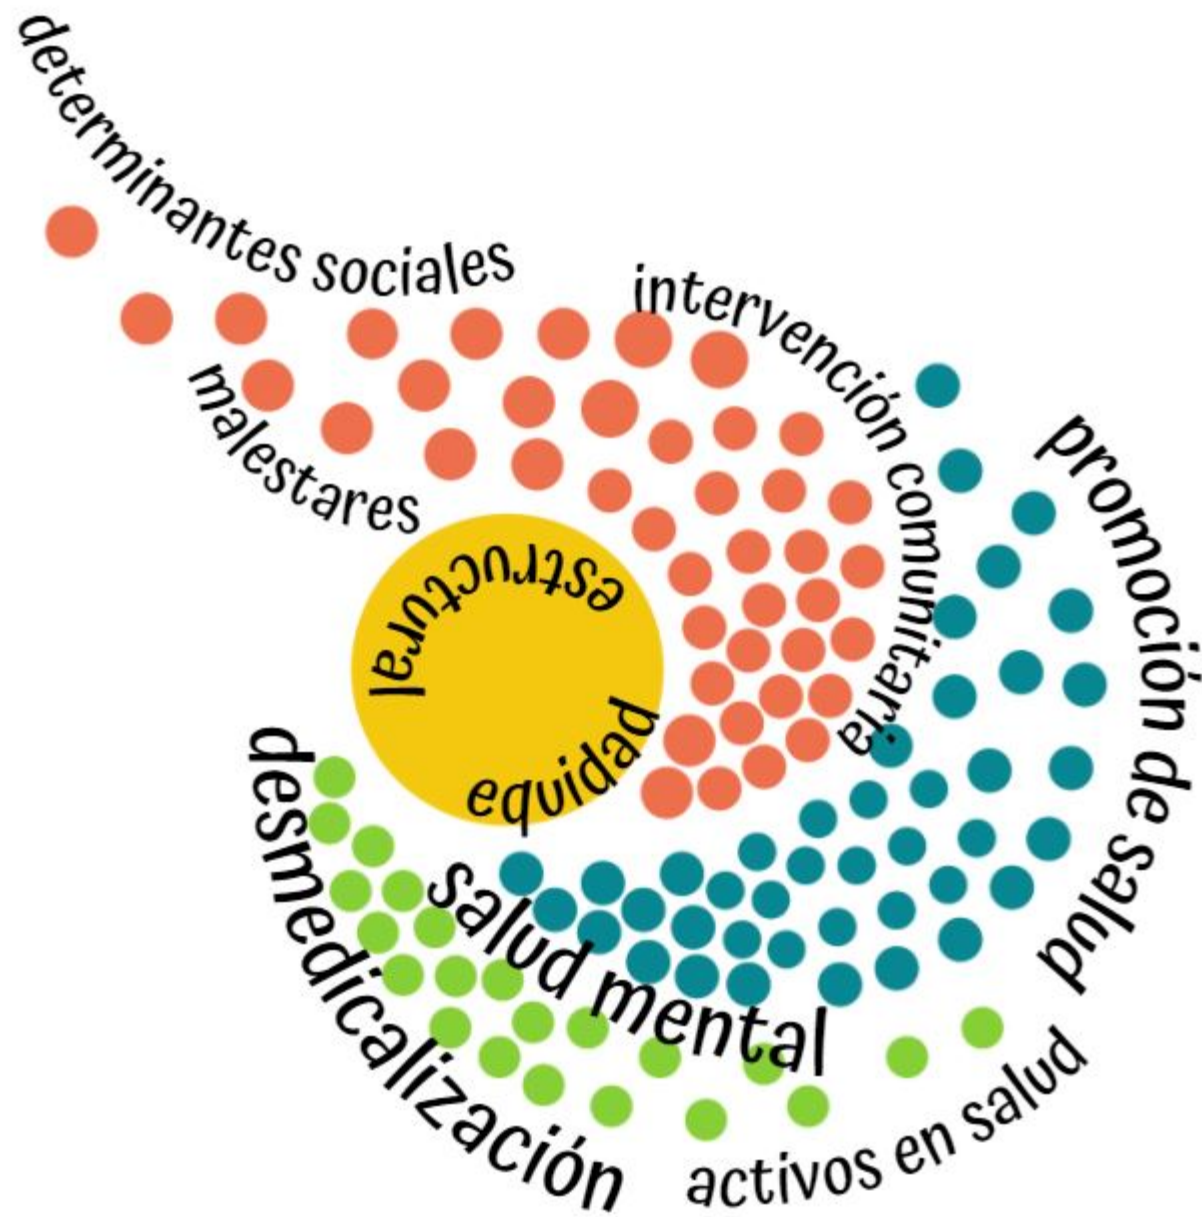 determinantes sociales
intervención comunitaria
malestares
promoción de salud
estructural
equidad
desmedicalización
salud mental
activos en salud